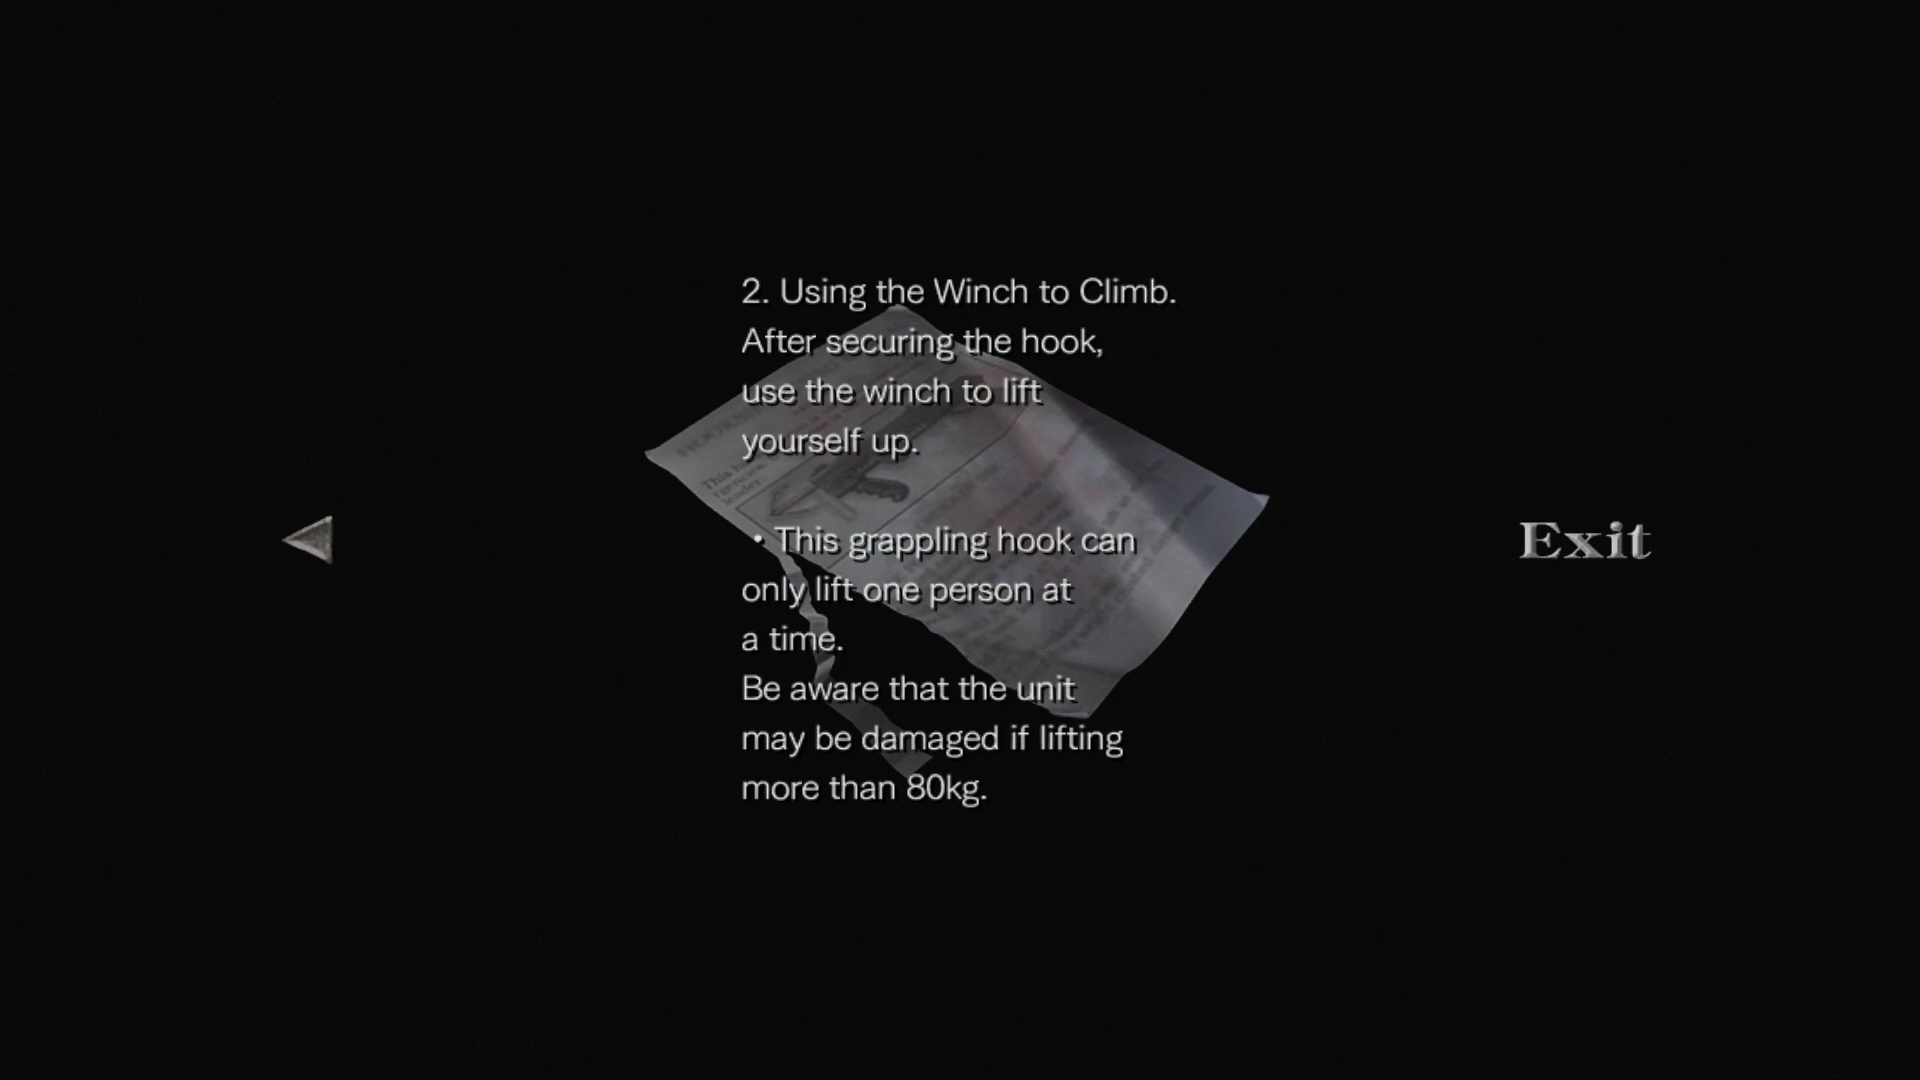 2. Using the Winch to Climb.
After securing the hook,
use the winch to lift
yourself up.
• This grappling hook can
only lift one person at
a time.
Be aware that the unit
may be damaged if lifting
more than 80kg.
Exit